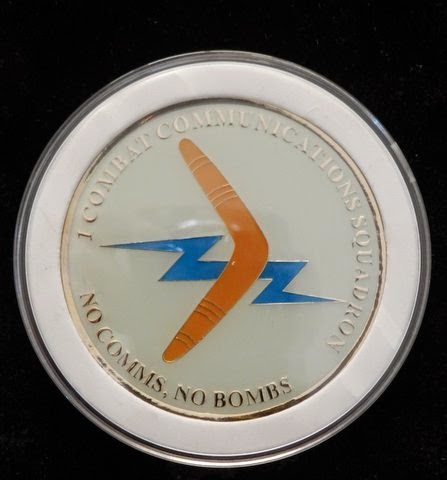 1 COMBAT COMMUNICATIONS SQUADRON
NO COMMS, NO BOMBS